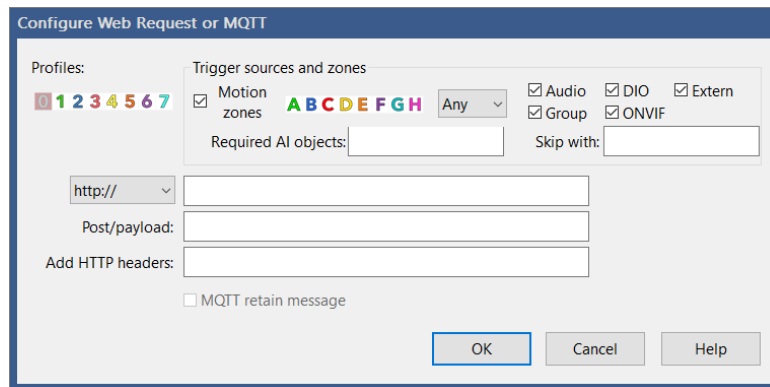 Configure Web Request or MQTT
Profiles:
0 1 2 3 4 5 6 7
Trigger sources and zones
Motion zones
A B C D E F G H
Any
Audio
DIO
Extern
Group
ONVIF
Required AI objects:
Skip with:
http://
Post/payload:
Add HTTP headers:
MQTT retain message
OK
Cancel
Help